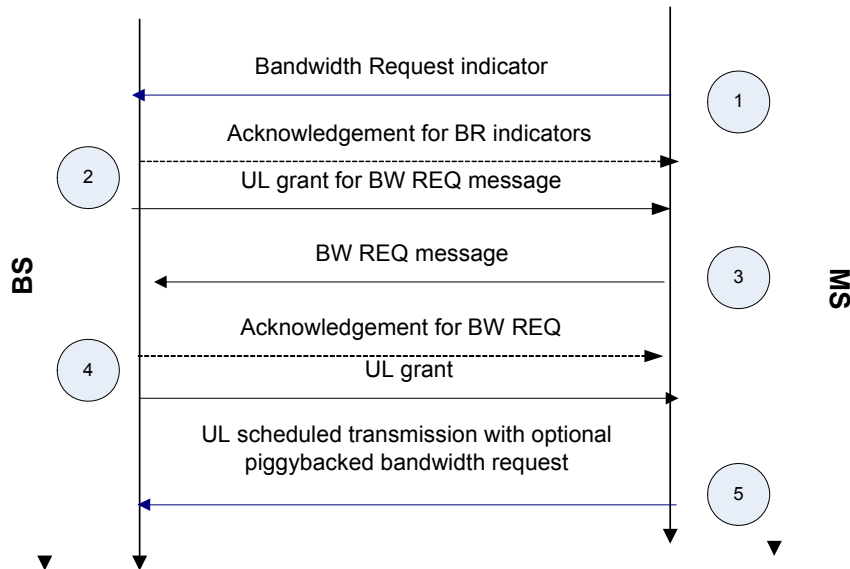 Bandwidth Request indicator
1
Acknowledgement for BR indicators
2
UL grant for BW REQ message
BS
BW REQ message
3
MS
Acknowledgement for BW REQ
4
UL grant
UL scheduled transmission with optional
piggybacked bandwidth request
5